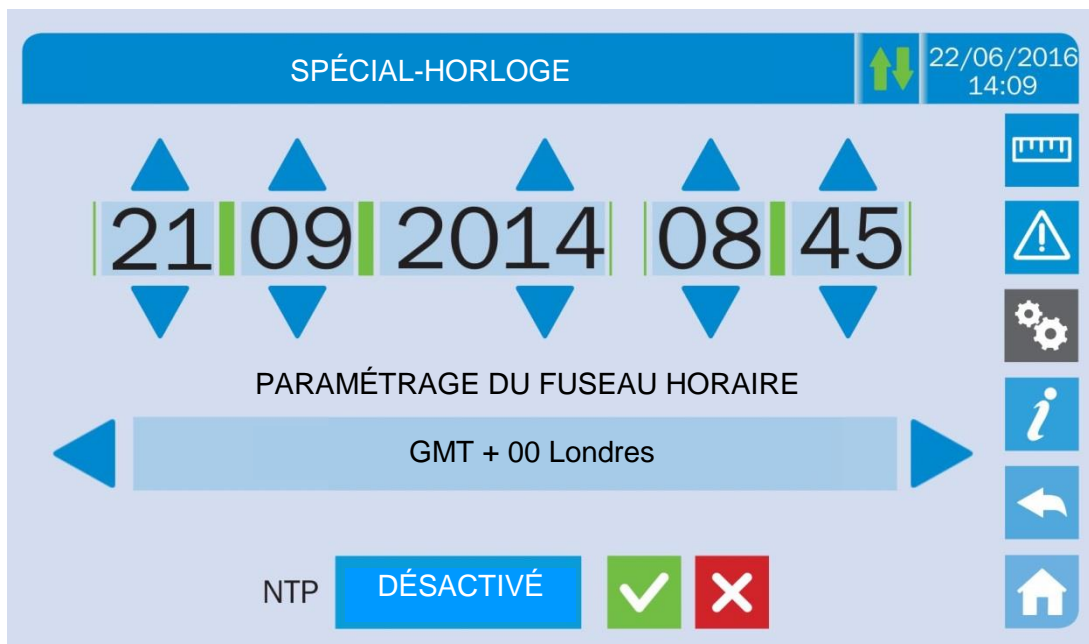 SPÉCIAL-HORLOGE
22/06/2016
14:09
21 09 2014 08 45
PARAMÉTRAGE DU FUSEAU HORAIRE
GMT + 00 Londres
NTP DÉSACTIVÉ